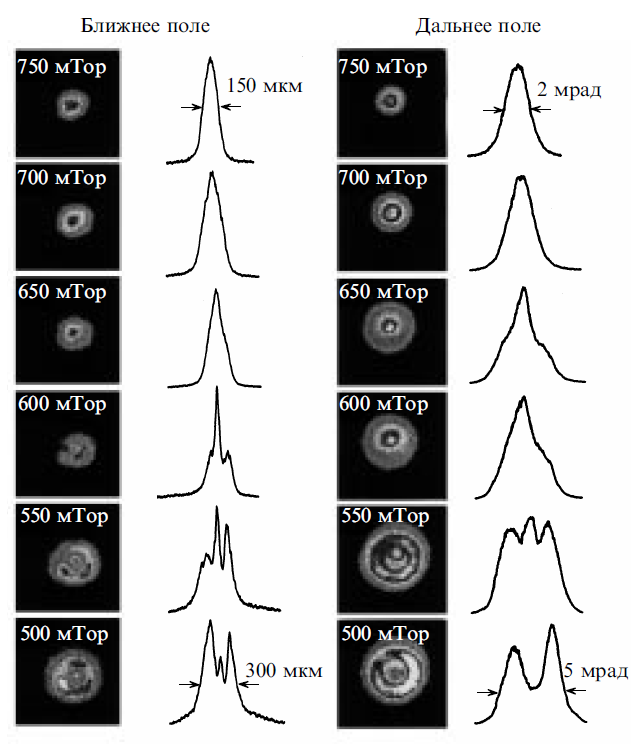 Ближнее поле Дальнее поле
750 мТор 150 мкм 750 мТор 2 мрад
700 мТор 700 мТор
650 мТор 650 мТор
600 мТор 600 мТор
550 мТор 550 мТор
500 мТор 300 мкм 500 мТор 5 мрад